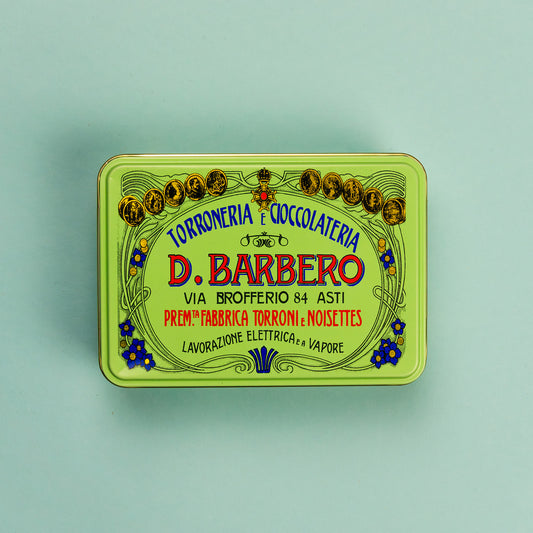 TORRONERIA E CIOCCOLATERIA
D. BARBERO
VIA BROFFERIO 84 ASTI
PREM.TA FABBRICA TORRONI E NOISETTES
LAVORAZIONE ELETTRICA E A VAPORE